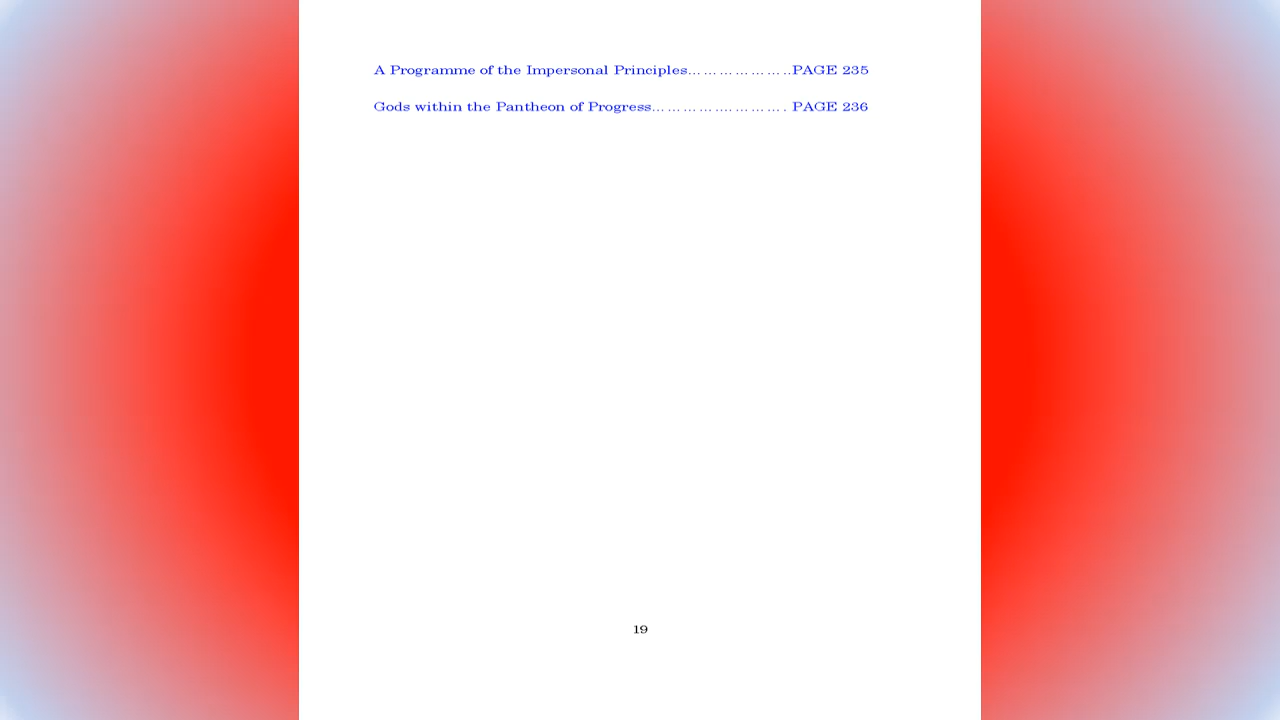 A Programme of the Impersonal Principles... ... ... ... ... ... ..PAGE 235
Gods within the Pantheon of Progress... ... ... ... .... ... ... ... . PAGE 236
19